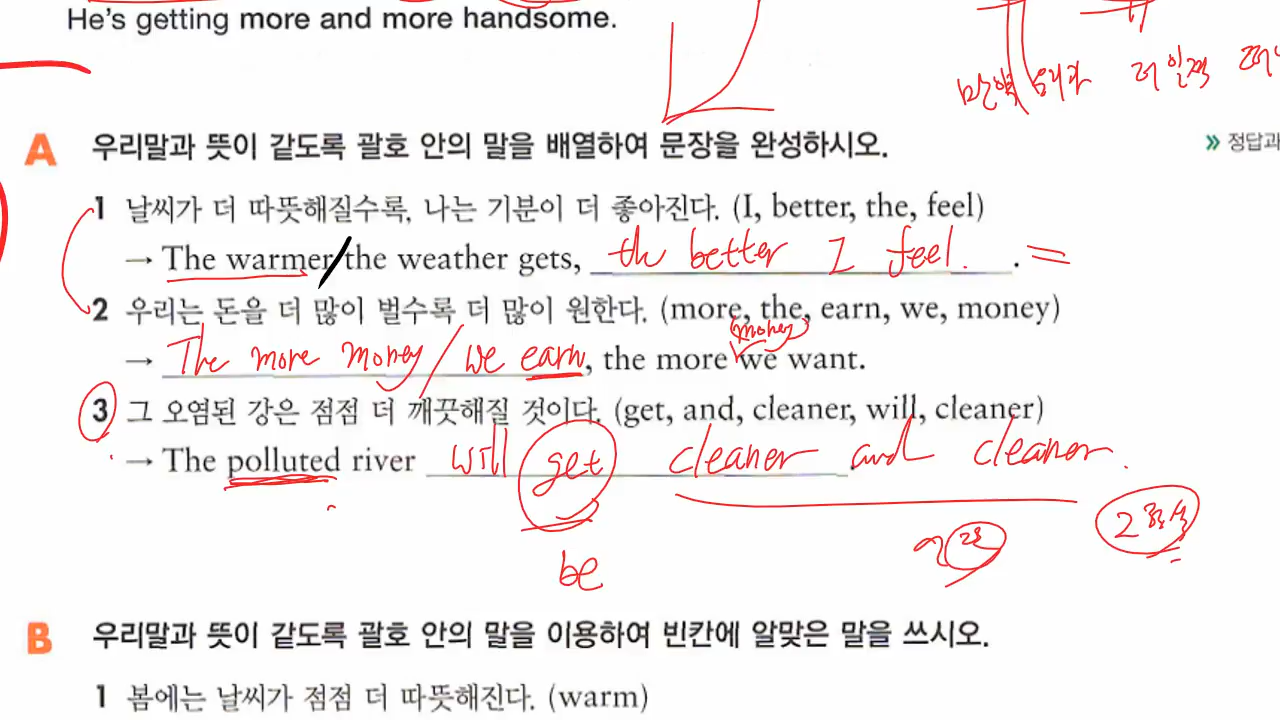 He's getting more and more handsome.
더 일찍
A 우리말과 뜻이 같도록 괄호 안의 말을 배열하여 문장을 완성하시오.
» 정답과
1 날씨가 더 따뜻해질수록, 나는 기분이 더 좋아진다. (I, better, the, feel)
→ The warmer/the weather gets, the better I feel. . =
2 우리는 돈을 더 많이 벌수록 더 많이 원한다. (more, the, earn, we, money)
(money)
→ The more money / we earn, the more we want.
3 그 오염된 강은 점점 더 깨끗해질 것이다. (get, and, cleaner, will, cleaner)
→ The polluted river will get cleaner and cleaner.
be
B 우리말과 뜻이 같도록 괄호 안의 말을 이용하여 빈칸에 알맞은 말을 쓰시오.
1 봄에는 날씨가 점점 더 따뜻해진다. (warm)